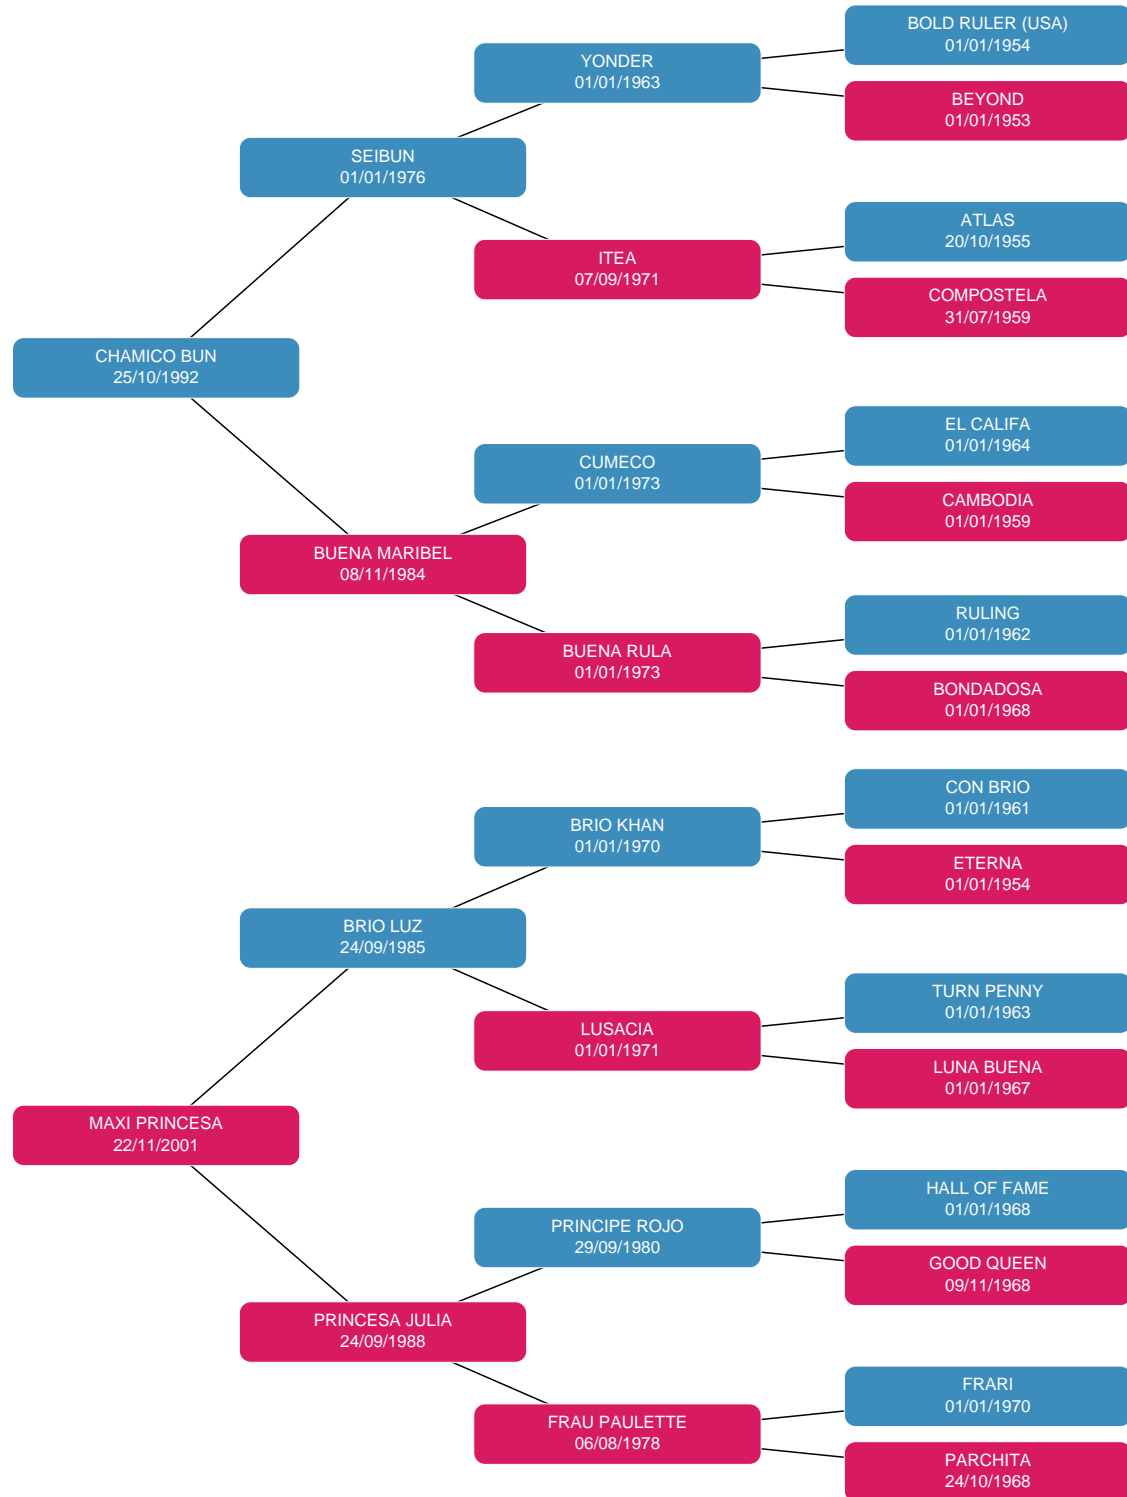 BOLD RULER (USA)
01/01/1954
YONDER
01/01/1963
BEYOND
01/01/1953
SEIBUN
01/01/1976
ATLAS
20/10/1955
ITEA
07/09/1971
COMPOSTELA
31/07/1959
CHAMICO BUN
25/10/1992
EL CALIFA
01/01/1964
CUMECO
01/01/1973
CAMBODIA
01/01/1959
BUENA MARIBEL
08/11/1984
RULING
01/01/1962
BUENA RULA
01/01/1973
BONDADOSA
01/01/1968
CON BRIO
01/01/1961
BRIO KHAN
01/01/1970
ETERNA
01/01/1954
BRIO LUZ
24/09/1985
TURN PENNY
01/01/1963
LUSACIA
01/01/1971
LUNA BUENA
01/01/1967
MAXI PRINCESA
22/11/2001
HALL OF FAME
01/01/1968
PRINCIPE ROJO
29/09/1980
GOOD QUEEN
09/11/1968
PRINCESA JULIA
24/09/1988
FRARI
01/01/1970
FRAU PAULETTE
06/08/1978
PARCHITA
24/10/1968